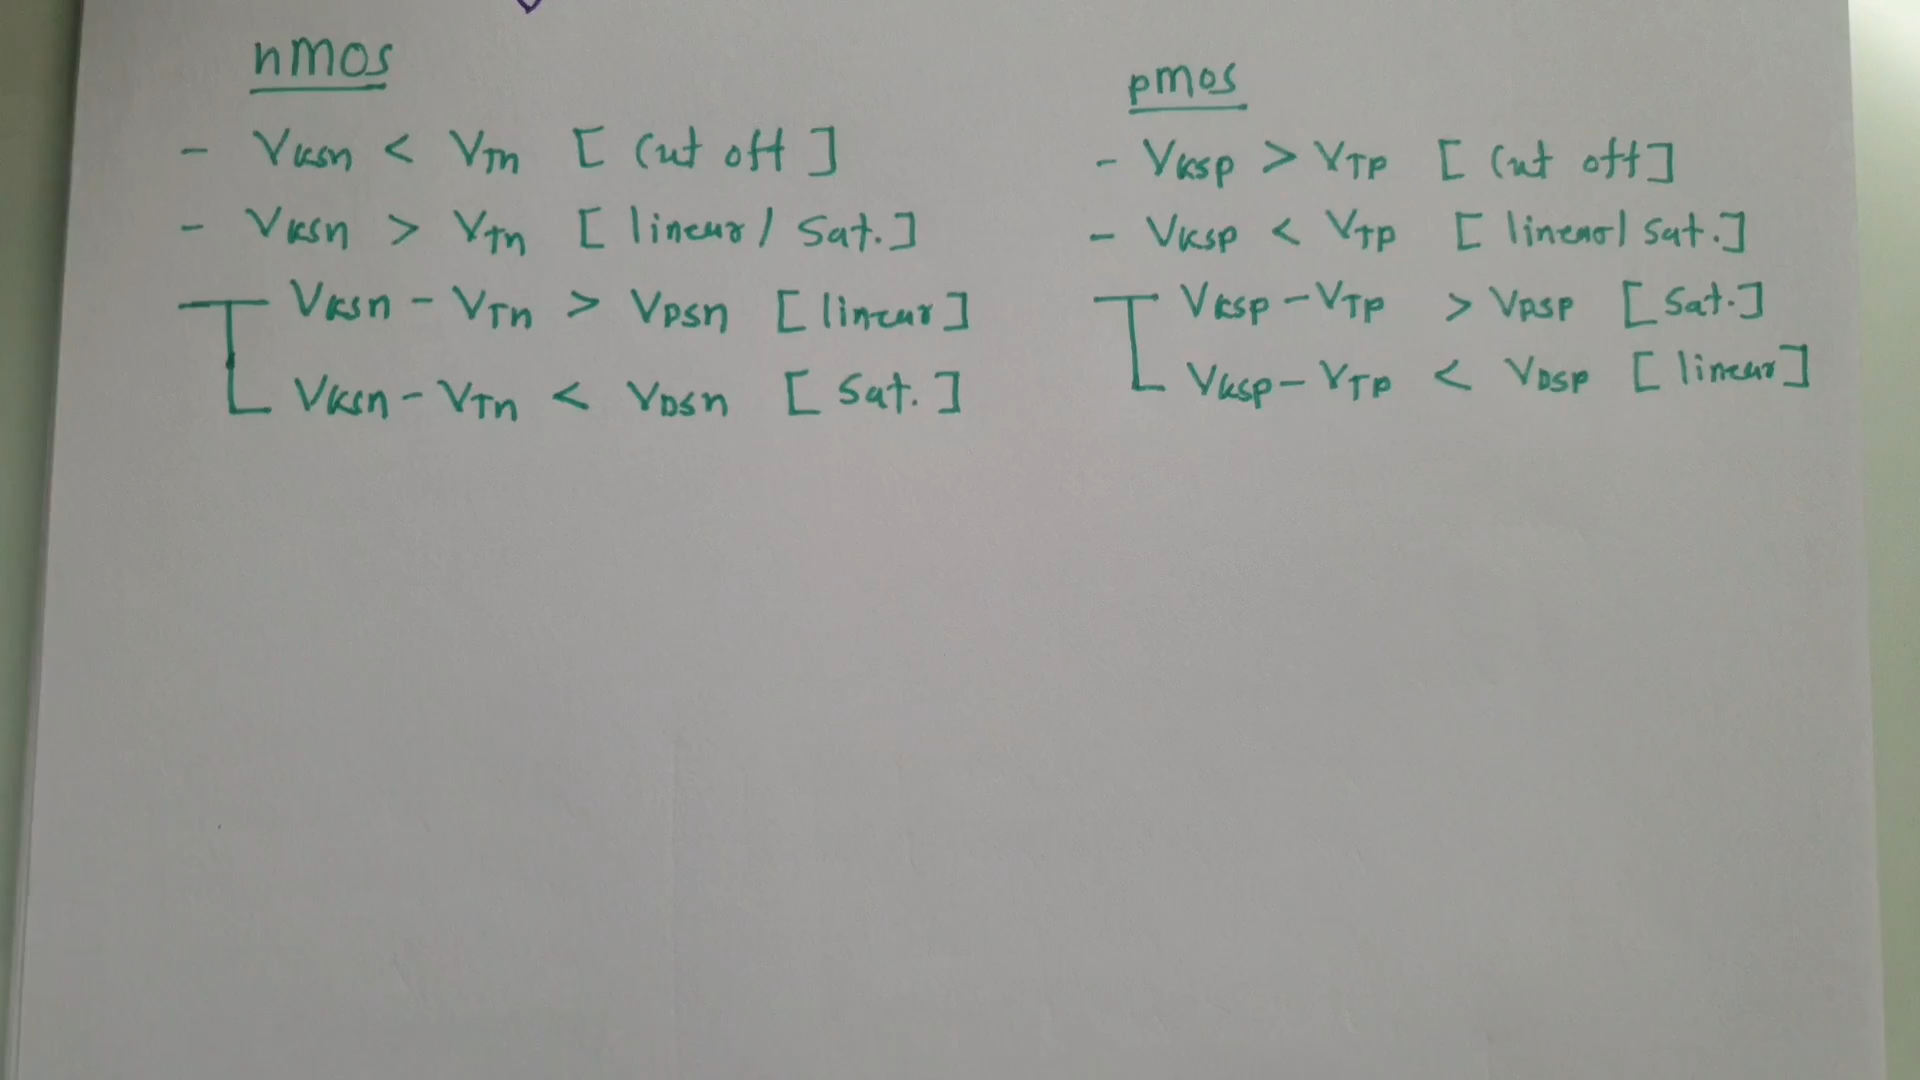 nMOS
- VGSn < VTn [ Cut off ]
- VGSn > VTn [ linear / Sat. ]
VGSn - VTn > VDSn [ linear ]
VGSn - VTn < VDSn [ Sat. ]
pMOS
- VGSp > VTp [ Cut off ]
- VGSp < VTp [ linear / Sat. ]
VGSp - VTp > VDSp [ Sat. ]
VGSp - VTp < VDSp [ linear ]